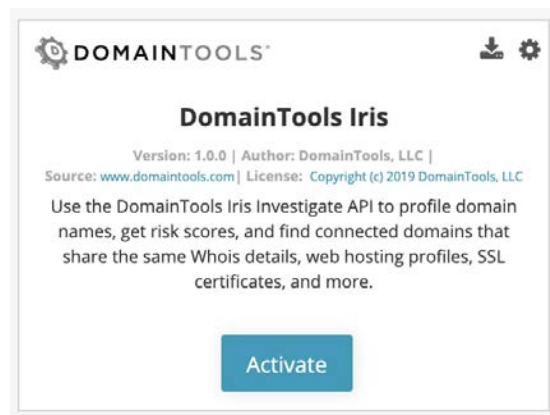 DOMAINTOOLS®
DomainTools Iris
Version: 1.0.0 | Author: DomainTools, LLC |
Source: www.domaintools.com | License: Copyright (c) 2019 DomainTools, LLC
Use the DomainTools Iris Investigate API to profile domain
names, get risk scores, and find connected domains that
share the same Whois details, web hosting profiles, SSL
certificates, and more.
Activate